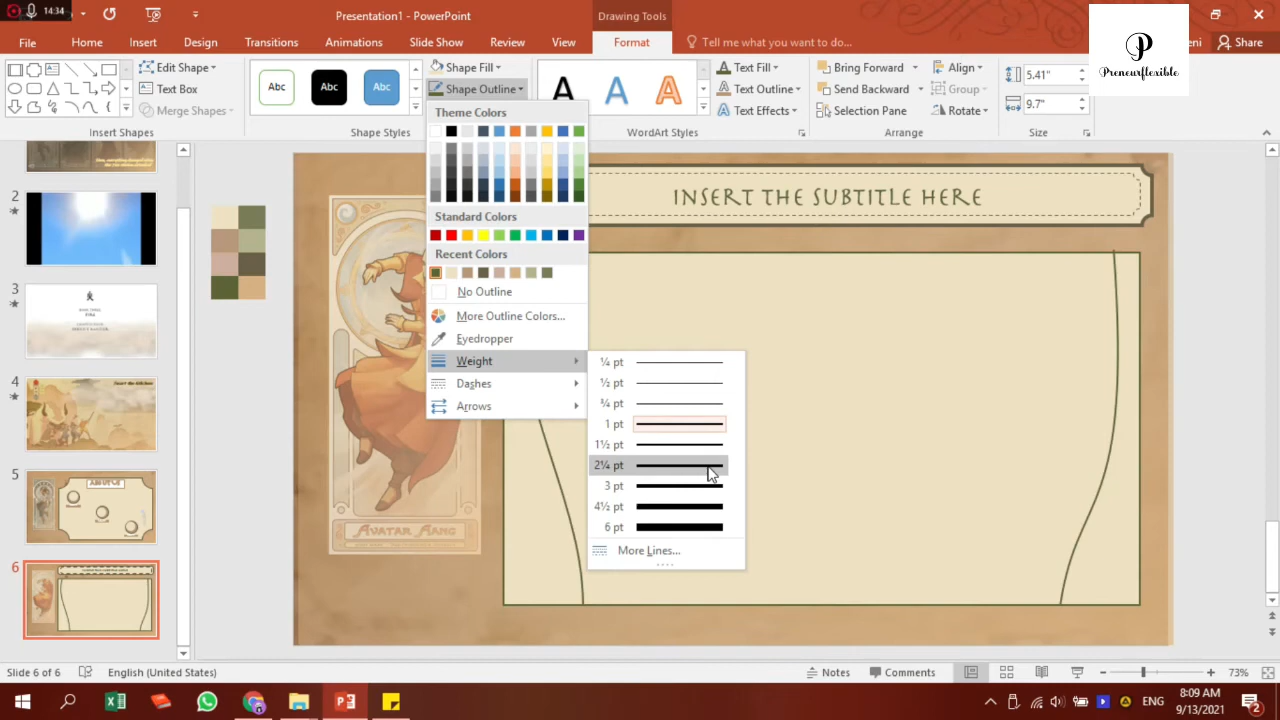 14:34
Presentation1 - PowerPoint
Drawing Tools
File
Home
Insert
Design
Transitions
Animations
Slide Show
Review
View
Format
Tell me what you want to do...
Share
P
Preneurflexible
Edit Shape
Text Box
Merge Shapes
Insert Shapes
Abc
Abc
Abc
Shape Styles
Shape Fill
Shape Outline
A
A
A
Text Fill
Text Outline
Text Effects
WordArt Styles
Bring Forward
Send Backward
Selection Pane
Align
Group
Rotate
Arrange
5.41"
9.7"
Size
Theme Colors
Standard Colors
Recent Colors
No Outline
More Outline Colors...
Eyedropper
Weight
Dashes
Arrows
¼ pt
½ pt
¾ pt
1 pt
1½ pt
2¼ pt
3 pt
4½ pt
6 pt
More Lines...
2
3
4
5
ABOUT US
6
INSERT THE SUBTITLE HERE
AVATAR AANG
Slide 6 of 6
English (United States)
Notes
Comments
73%
8:09 AM
9/13/2021
2